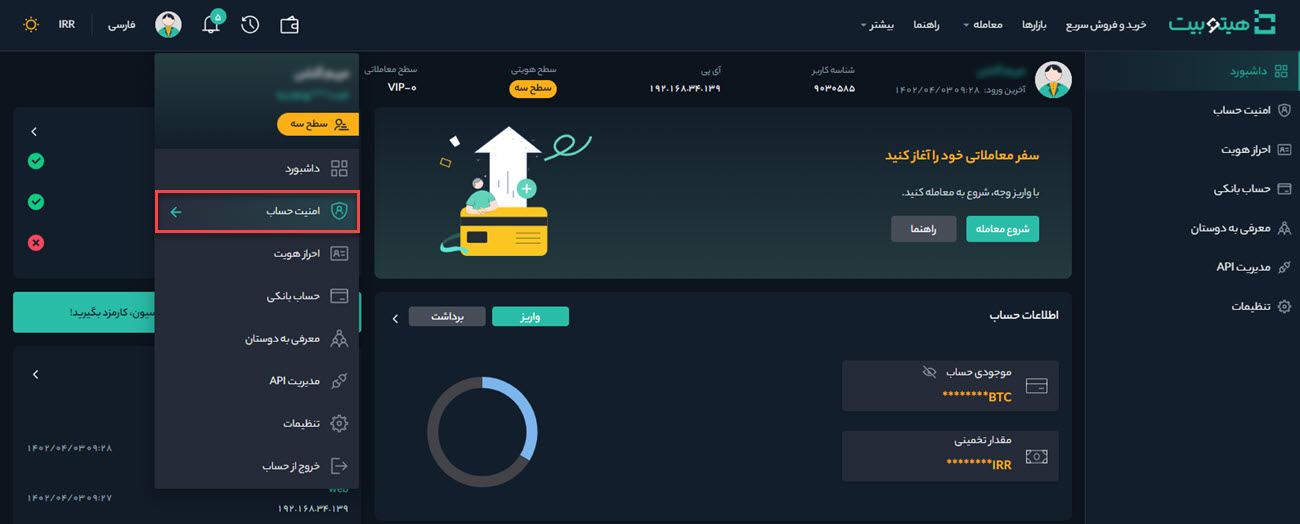 هیتوبیت
خرید و فروش سریع
بازارها
معامله
راهنما
بیشتر
۵
فارسی
IRR
داشبورد
امنیت حساب
احراز هویت
حساب بانکی
معرفی به دوستان
مدیریت API
تنظیمات
آخرین ورود: ۱۴۰۲/۰۴/۰۳ ۰۹:۲۸
شناسه کاربر
۹۰۳۰۵۸۵
آی پی
۱۹۲.۱۶۸.۳۴.۱۳۹
سطح هویتی
سطح سه
سطح معاملاتی
VIP-۰
سفر معاملاتی خود را آغاز کنید
با واریز وجه، شروع به معامله کنید.
شروع معامله
راهنما
اطلاعات حساب
واریز
برداشت
موجودی حساب
********BTC
مقدار تخمینی
********IRR
سطح سه
داشبورد
امنیت حساب
احراز هویت
حساب بانکی
معرفی به دوستان
مدیریت API
تنظیمات
خروج از حساب
کارمزد بگیرید!
۱۴۰۲/۰۴/۰۳ ۰۹:۲۸
۱۴۰۲/۰۴/۰۳ ۰۹:۲۷
web
۱۹۲.۱۶۸.۳۴.۱۳۹